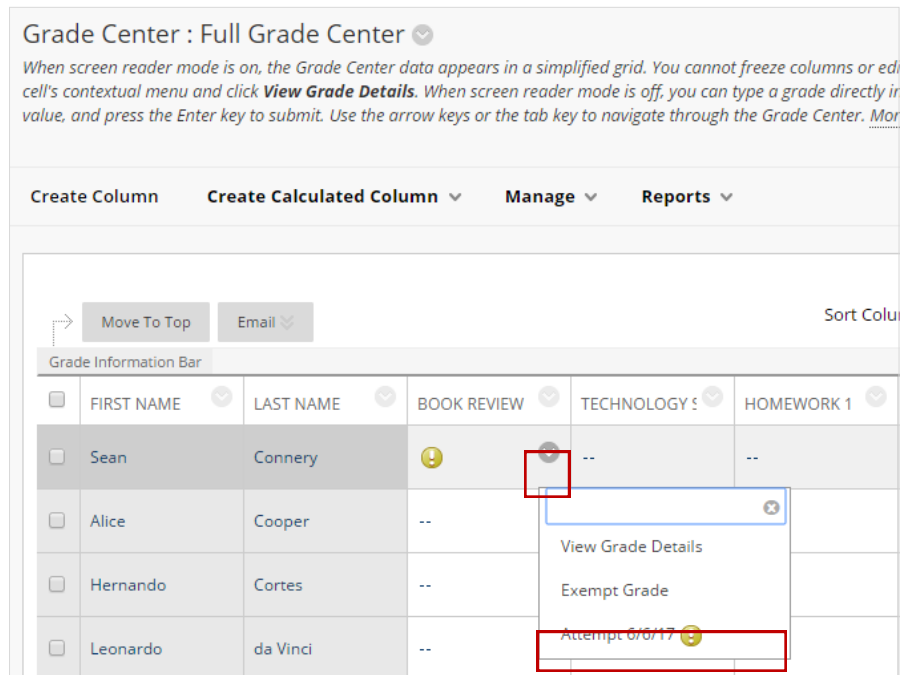 Grade Center : Full Grade Center
When screen reader mode is on, the Grade Center data appears in a simplified grid. You cannot freeze columns or edi
cell's contextual menu and click View Grade Details. When screen reader mode is off, you can type a grade directly in
value, and press the Enter key to submit. Use the arrow keys or the tab key to navigate through the Grade Center. Mor
Create Column Create Calculated Column Manage Reports
Move To Top Email Sort Colu
Grade Information Bar
FIRST NAME LAST NAME BOOK REVIEW TECHNOLOGY S HOMEWORK 1
Sean Connery -- --
Alice Cooper --
View Grade Details
Hernando Cortes -- Exempt Grade
Attempt 6/6/17
Leonardo da Vinci --